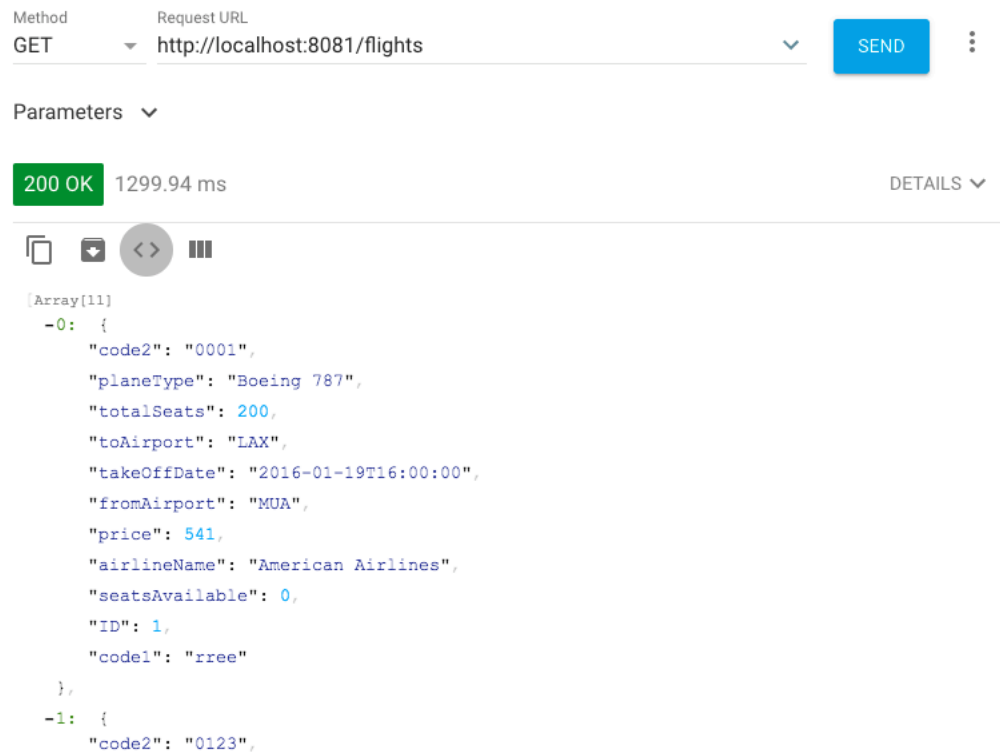 Method Request URL
GET http://localhost:8081/flights SEND
Parameters
200 OK 1299.94 ms DETAILS
[Array[11]
-0: {
"code2": "0001",
"planeType": "Boeing 787",
"totalSeats": 200,
"toAirport": "LAX",
"takeOffDate": "2016-01-19T16:00:00",
"fromAirport": "MUA",
"price": 541,
"airlineName": "American Airlines",
"seatsAvailable": 0,
"ID": 1,
"code1": "rree"
},
-1: {
"code2": "0123",